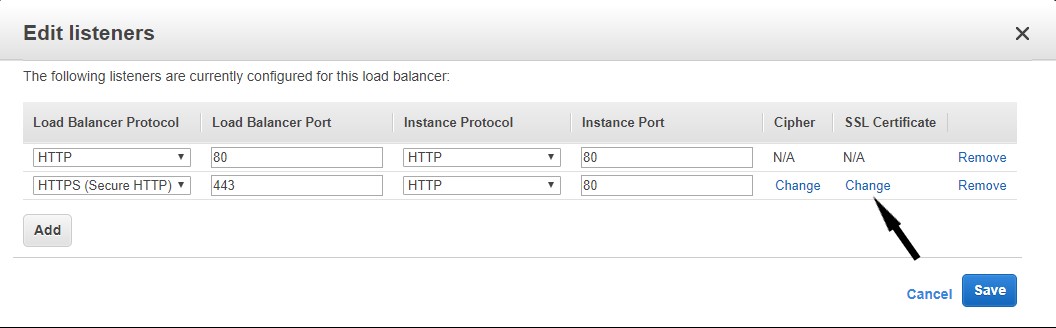 Edit listeners
The following listeners are currently configured for this load balancer:
Load Balancer Protocol Load Balancer Port Instance Protocol Instance Port Cipher SSL Certificate
HTTP 80 HTTP 80 N/A N/A Remove
HTTPS (Secure HTTP) 443 HTTP 80 Change Change Remove
Add
Cancel Save